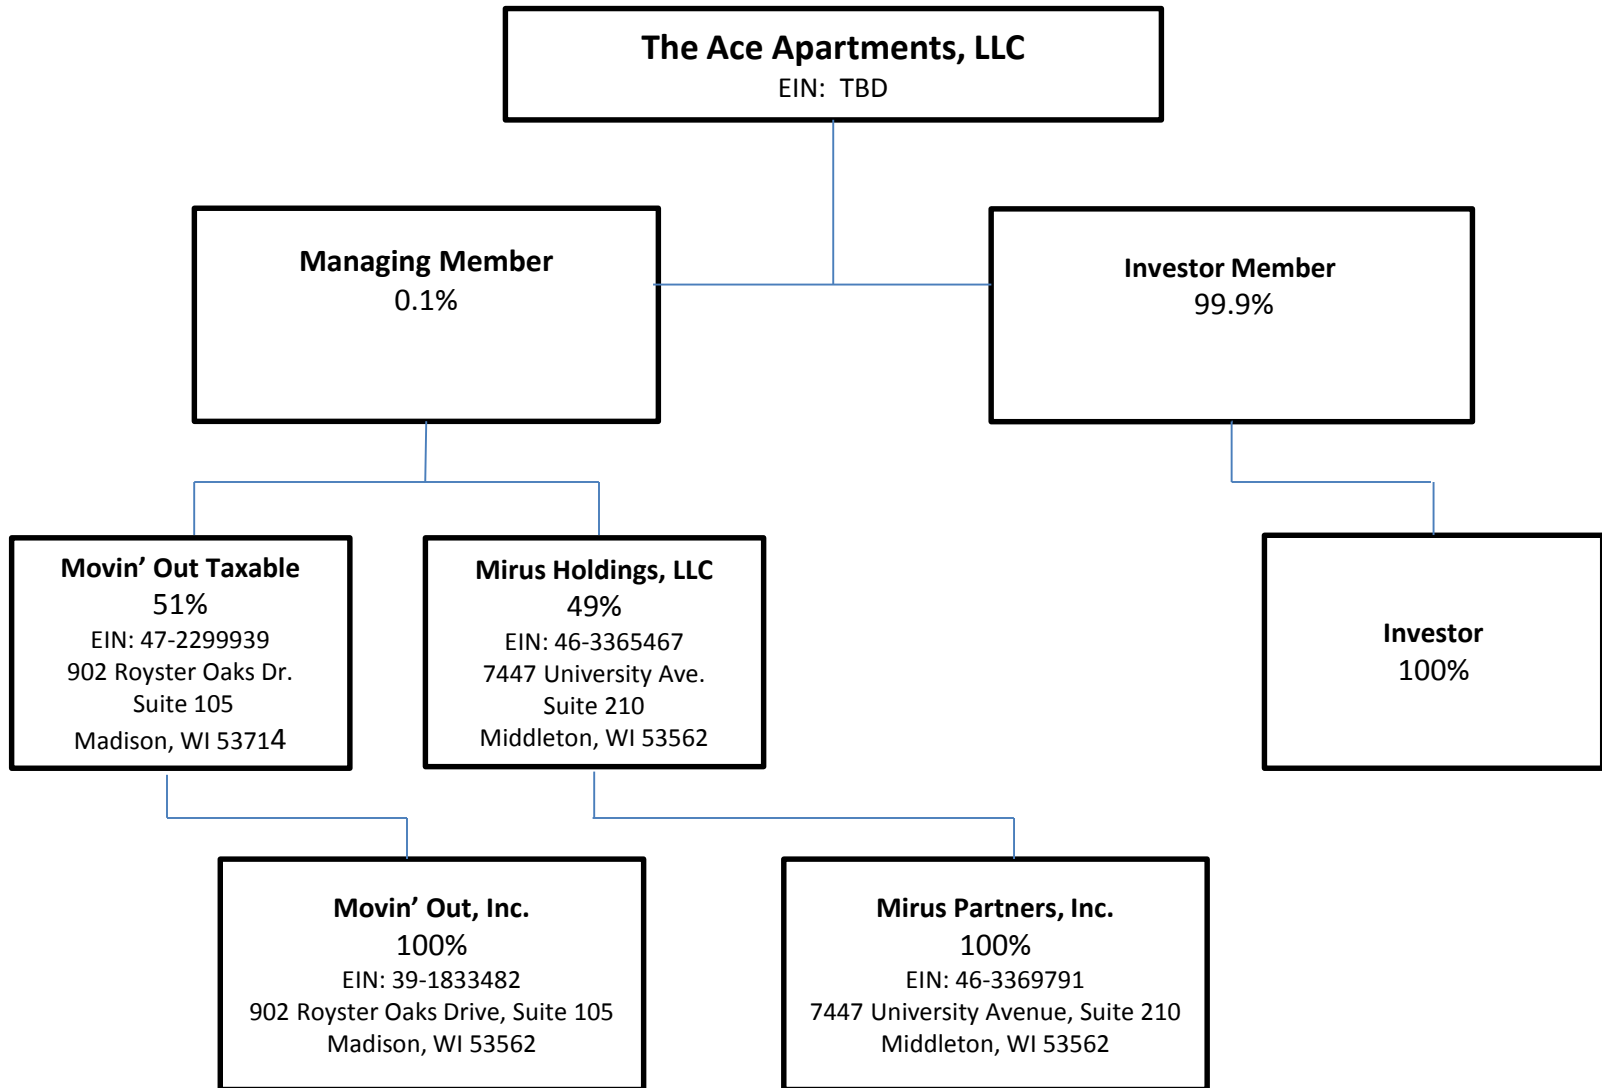 The Ace Apartments, LLC
EIN: TBD
Managing Member
0.1%
Investor Member
99.9%
Movin’ Out Taxable
51%
EIN: 47-2299939
902 Royster Oaks Dr.
Suite 105
Madison, WI 53714
Mirus Holdings, LLC
49%
EIN: 46-3365467
7447 University Ave.
Suite 210
Middleton, WI 53562
Investor
100%
Movin’ Out, Inc.
100%
EIN: 39-1833482
902 Royster Oaks Drive, Suite 105
Madison, WI 53562
Mirus Partners, Inc.
100%
EIN: 46-3369791
7447 University Avenue, Suite 210
Middleton, WI 53562